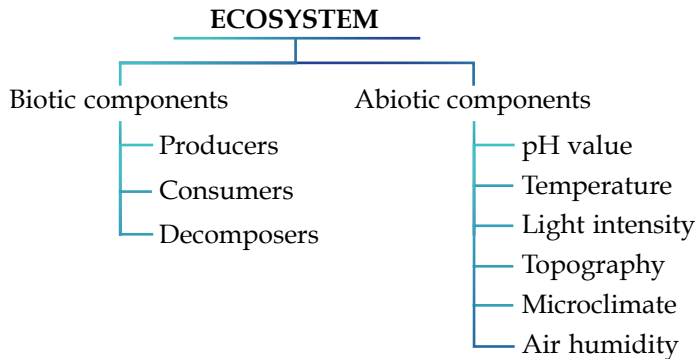 ECOSYSTEM
Biotic components
Producers
Consumers
Decomposers
Abiotic components
pH value
Temperature
Light intensity
Topography
Microclimate
Air humidity